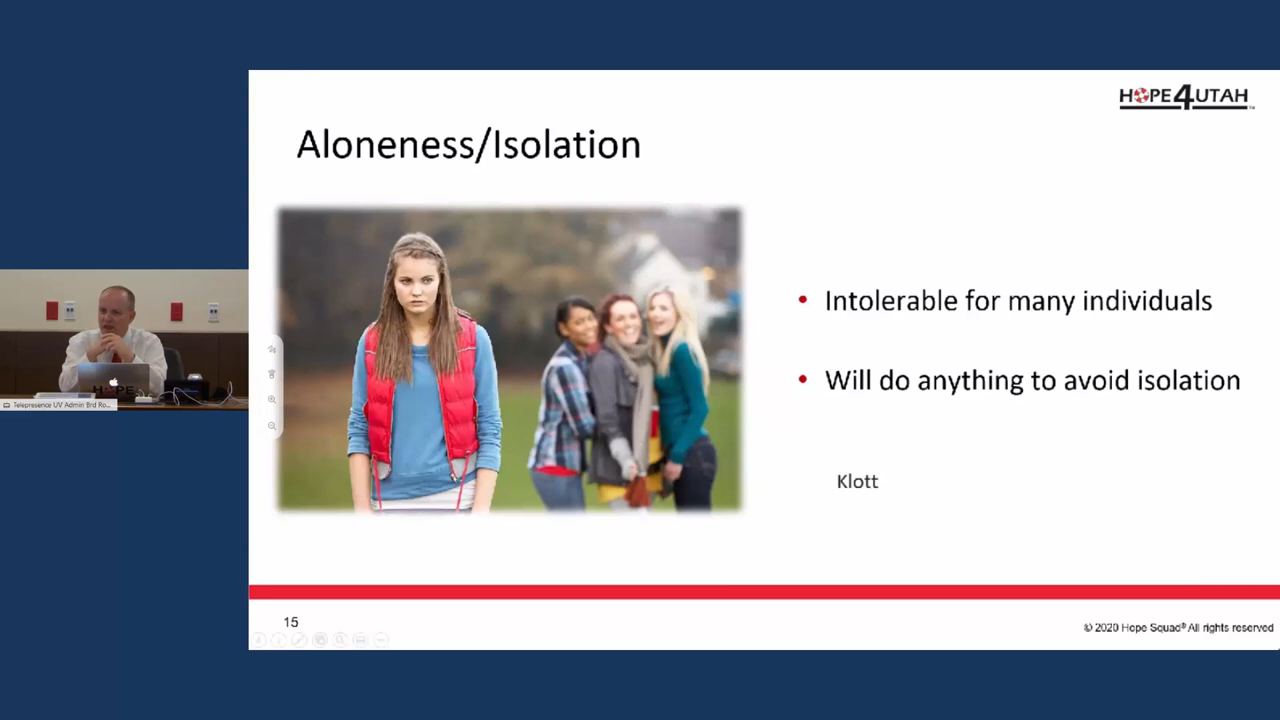 HOPE4UTAH
Aloneness/Isolation
• Intolerable for many individuals
• Will do anything to avoid isolation
Klott
HOPE
Telepresence UV Admin Brd Ro...
15
© 2020 Hope Squad® All rights reserved